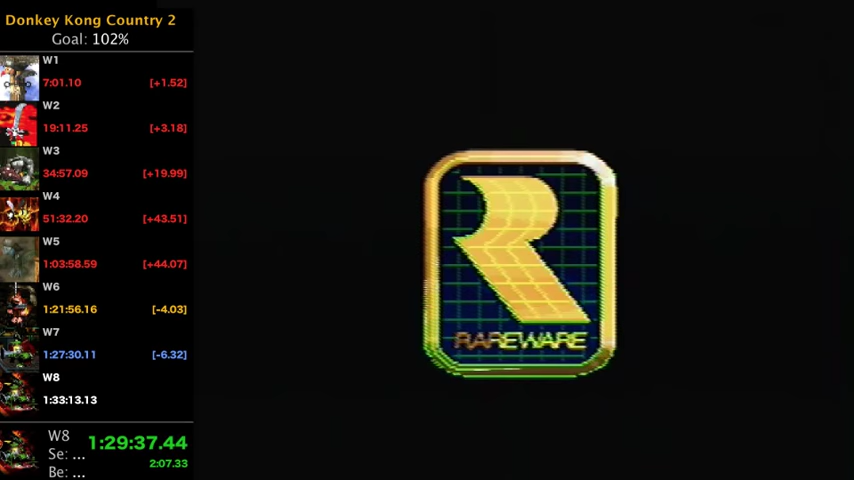 Donkey Kong Country 2
Goal: 102%
W1
7:01.10 [+1.52]
W2
19:11.25 [+3.18]
W3
34:57.09 [+19.99]
W4
51:32.20 [+43.51]
W5
1:03:58.59 [+44.07]
W6
1:21:56.16 [-4.03]
W7
1:27:30.11 [-6.32]
W8
1:33:13.13
W8 1:29:37.44
Se: ... 2:07.33
Be: ...
RAREWARE